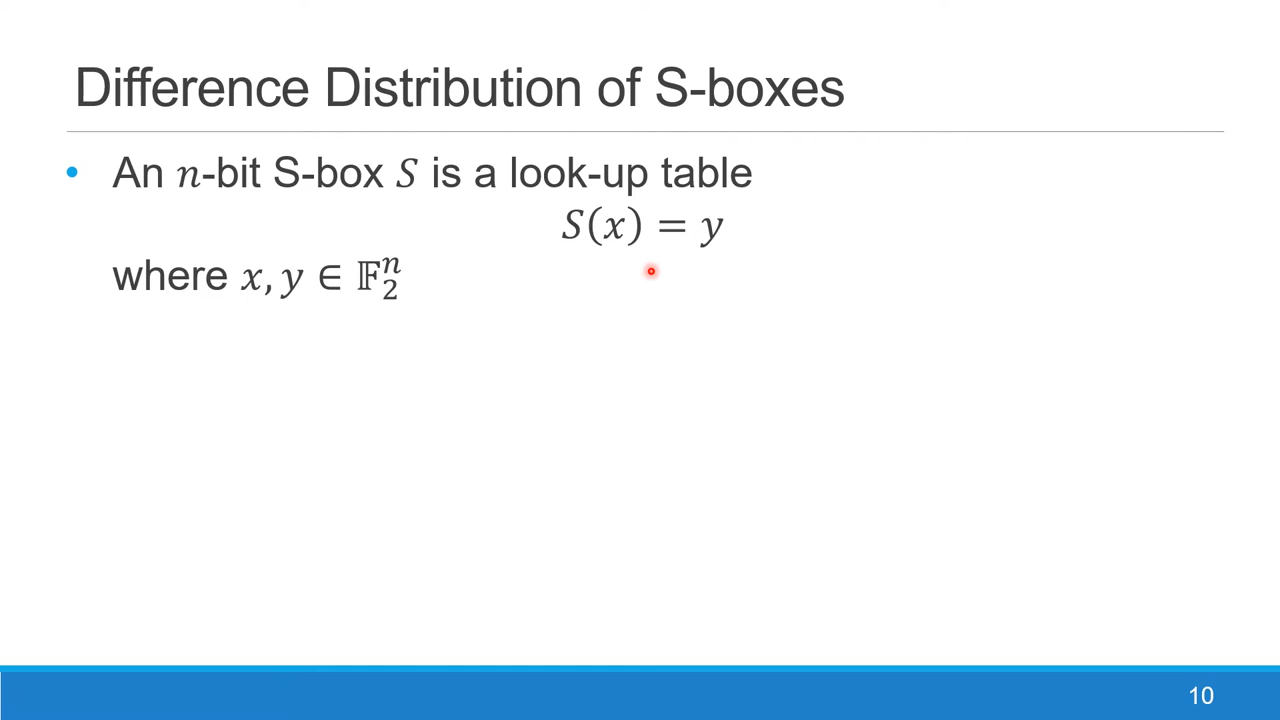 Difference Distribution of S-boxes
• An 𝑛-bit S-box 𝑆 is a look-up table
𝑆(𝑥) = 𝑦
where 𝑥, 𝑦 ∈ 𝔽₂ⁿ
10